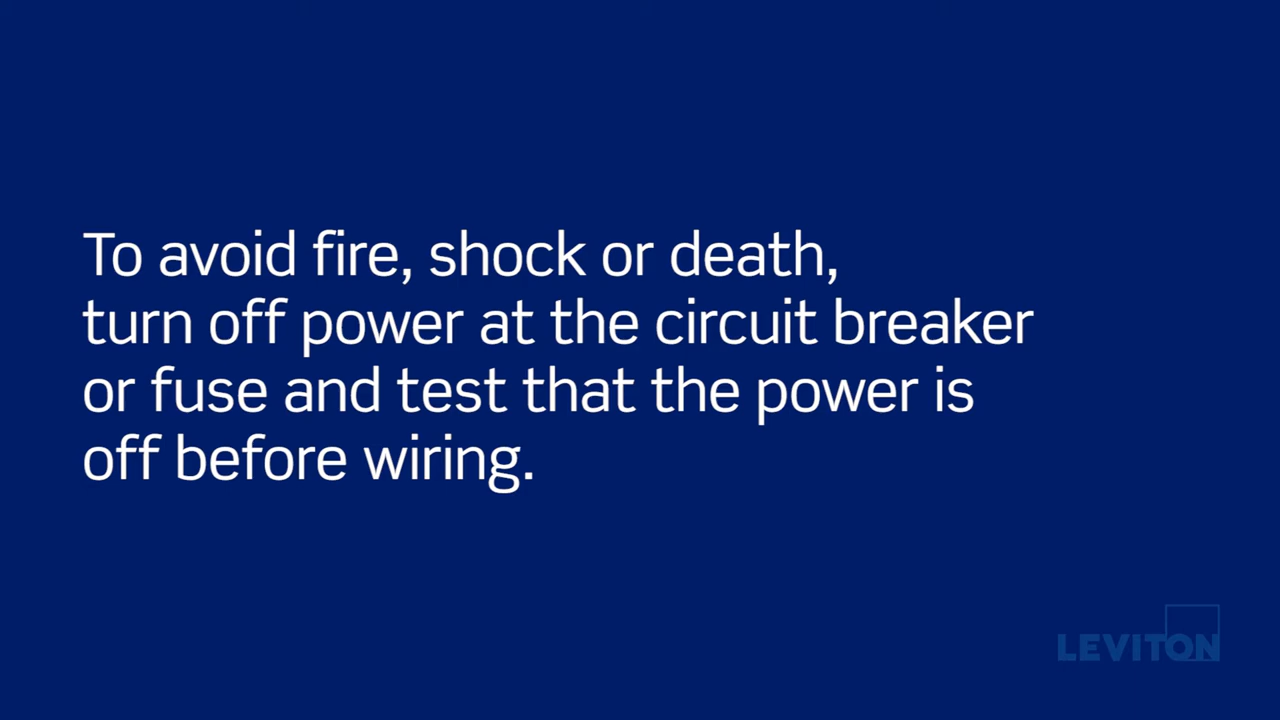 To avoid fire, shock or death,
turn off power at the circuit breaker
or fuse and test that the power is
off before wiring.
LEVITON